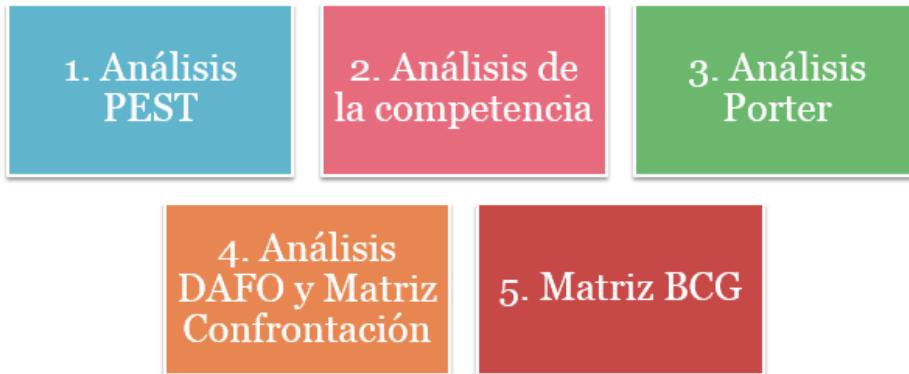 1. Análisis
PEST
2. Análisis de
la competencia
3. Análisis
Porter
4. Análisis
DAFO y Matriz
Confrontación
5. Matriz BCG